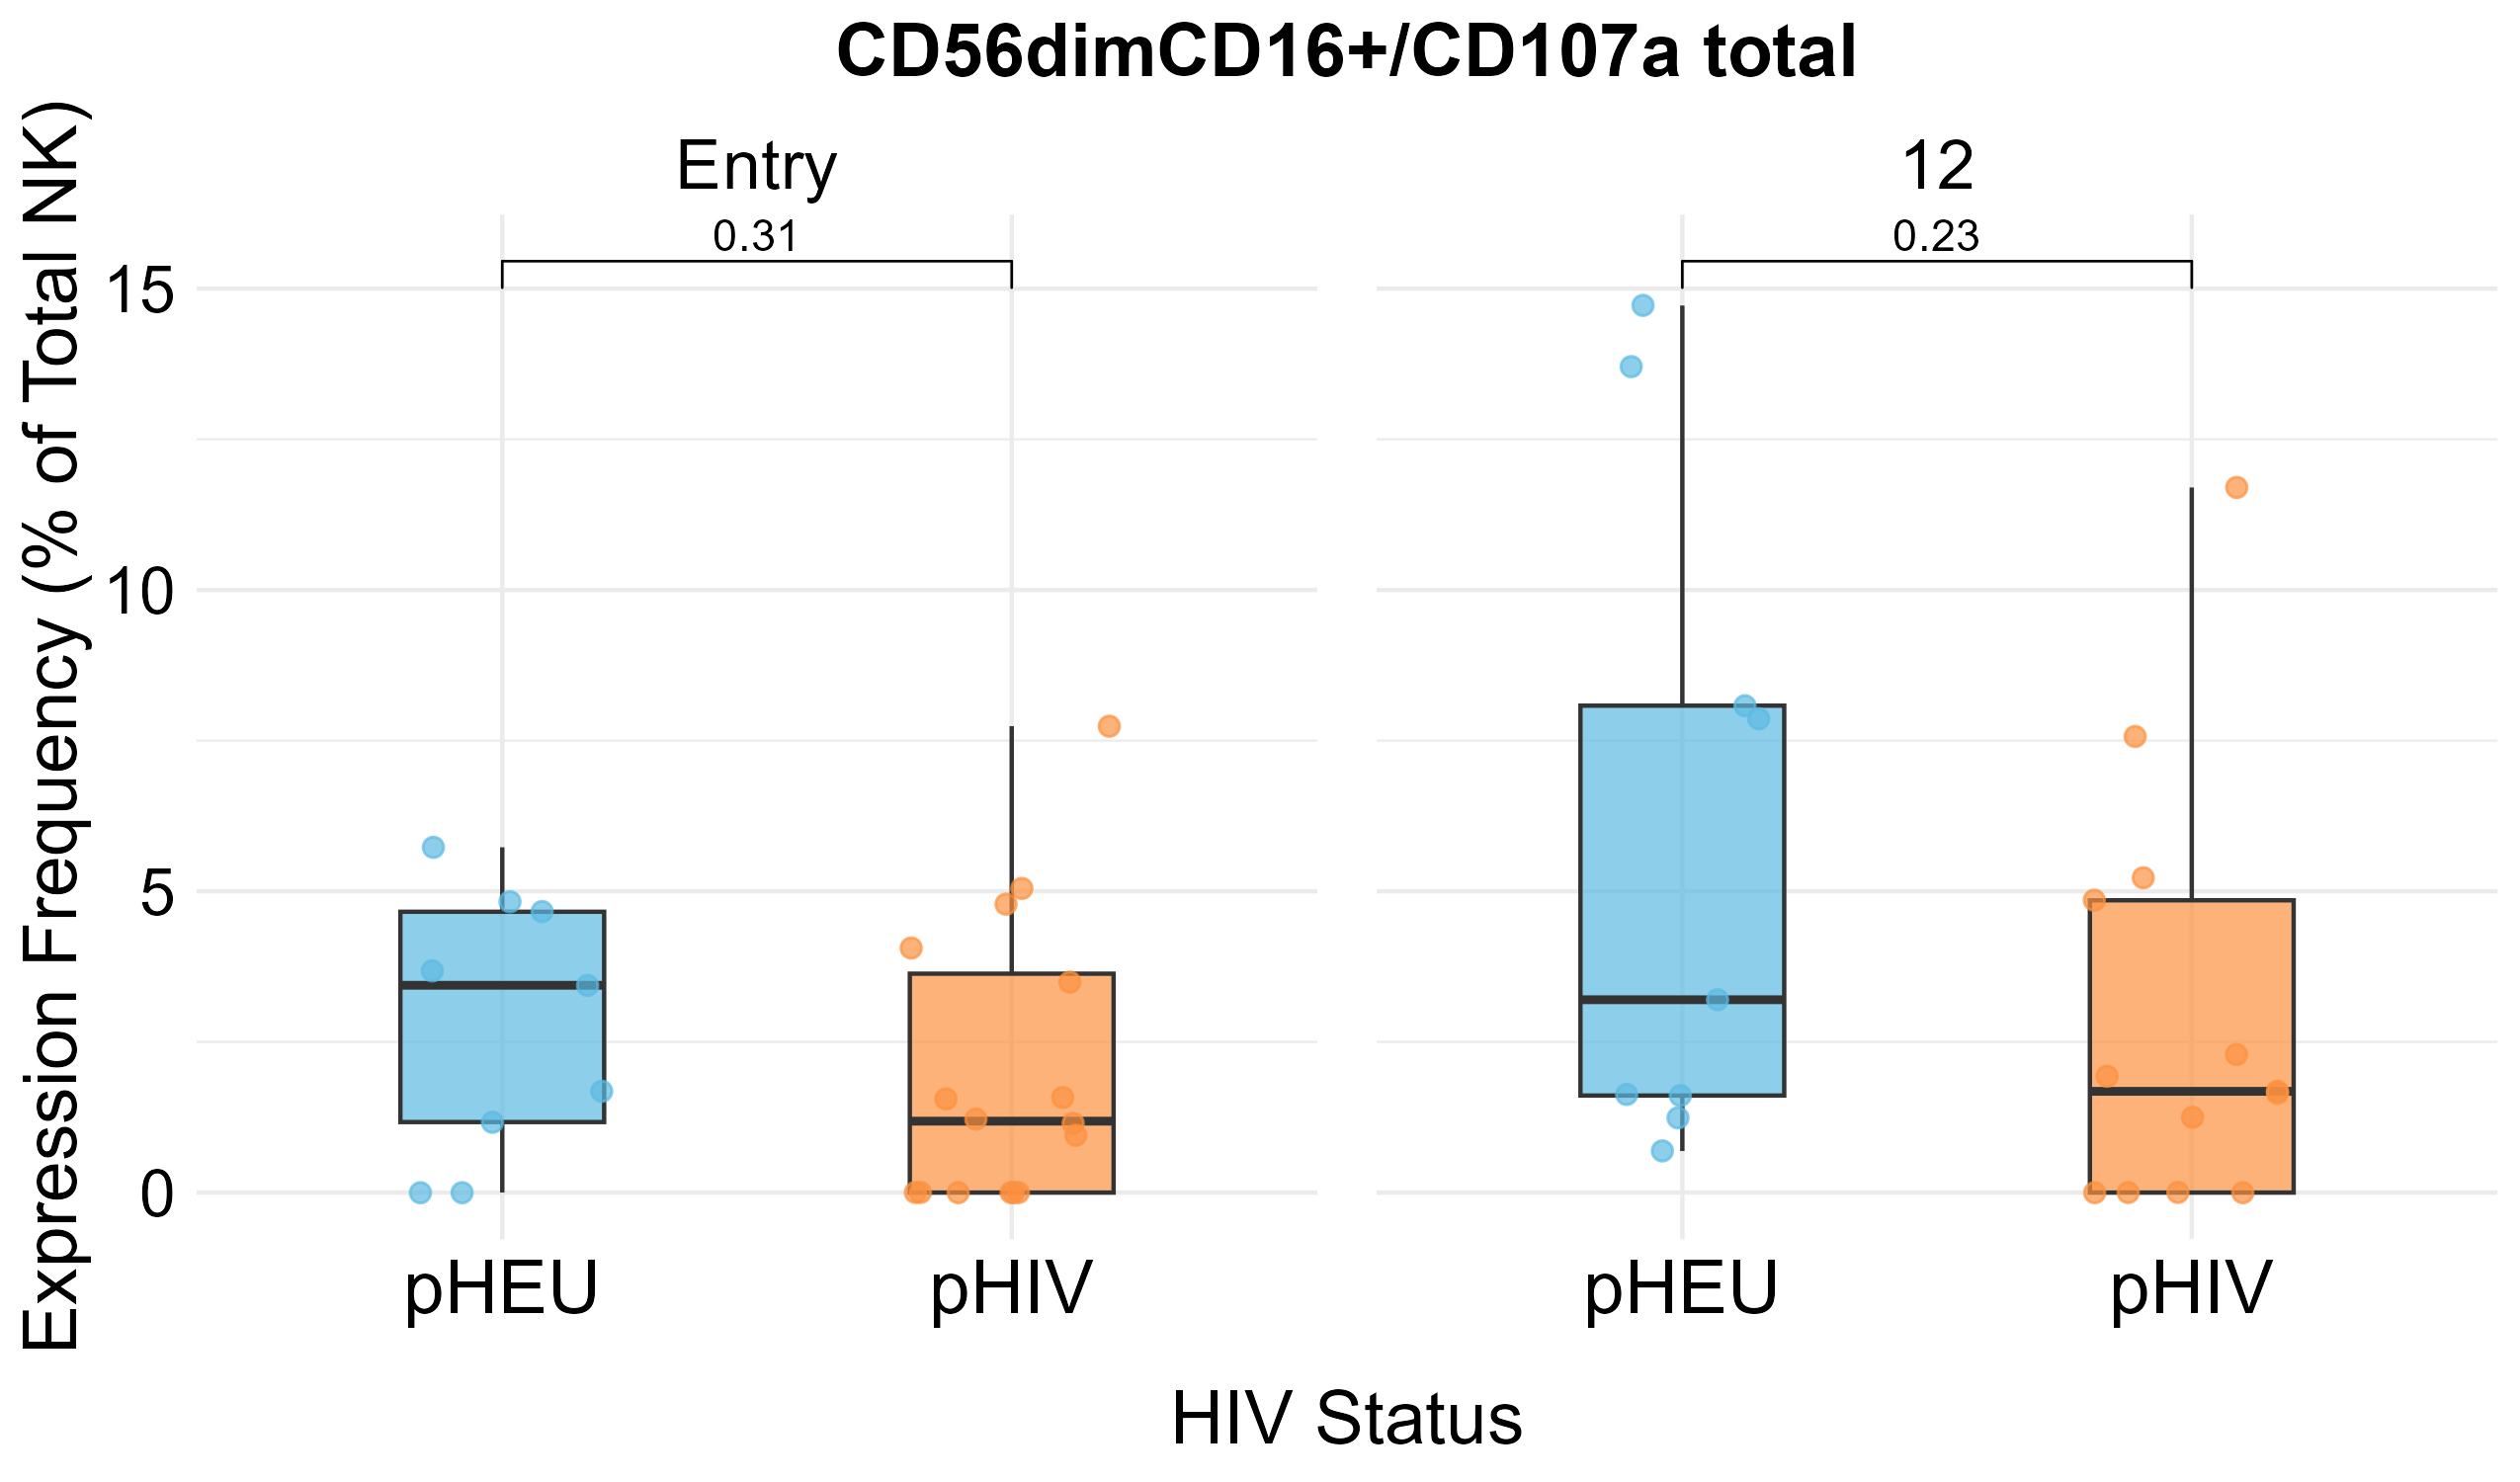 CD56dimCD16+/CD107a total
Expression Frequency (% of Total NK)
Entry
12
0.31
0.23
15
10
5
0
pHEU
pHIV
pHEU
pHIV
HIV Status